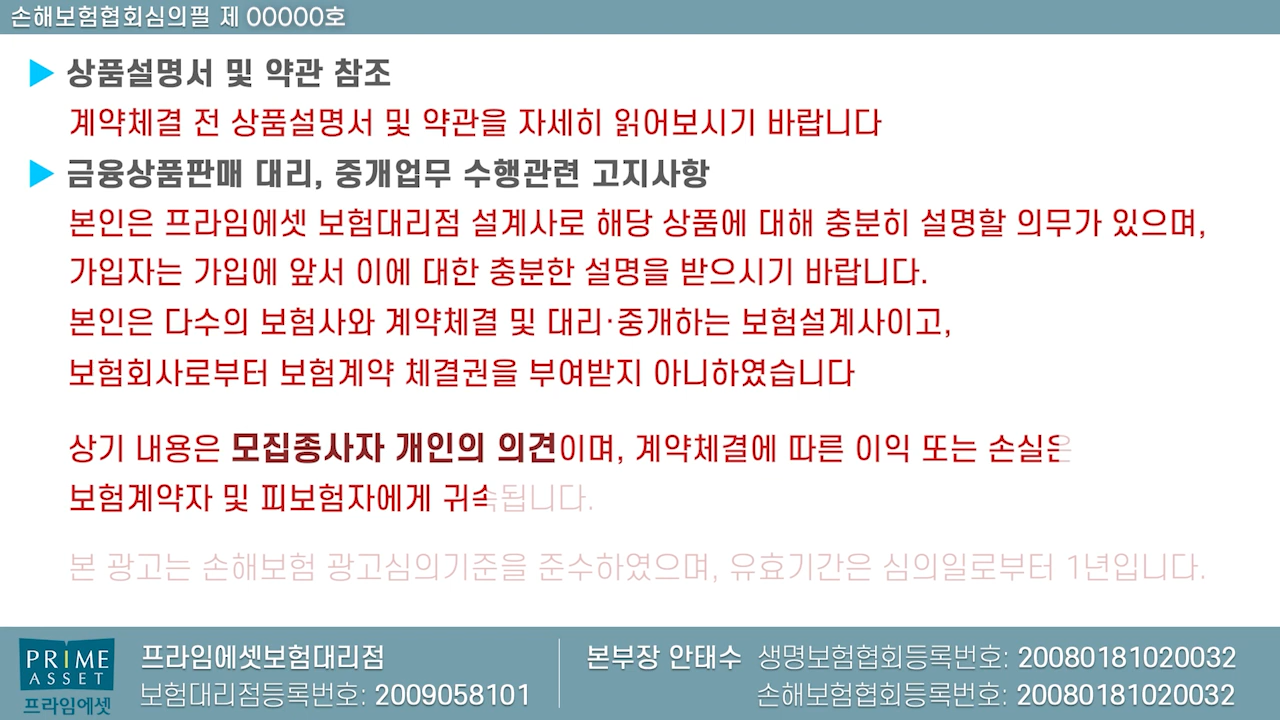 손해보험협회심의필 제 00000호
▶ 상품설명서 및 약관 참조
계약체결 전 상품설명서 및 약관을 자세히 읽어보시기 바랍니다
▶ 금융상품판매 대리, 중개업무 수행관련 고지사항
본인은 프라임에셋 보험대리점 설계사로 해당 상품에 대해 충분히 설명할 의무가 있으며,
가입자는 가입에 앞서 이에 대한 충분한 설명을 받으시기 바랍니다.
본인은 다수의 보험사와 계약체결 및 대리·중개하는 보험설계사이고,
보험회사로부터 보험계약 체결권을 부여받지 아니하였습니다
상기 내용은 모집종사자 개인의 의견이며, 계약체결에 따른 이익 또는 손실은
보험계약자 및 피보험자에게 귀속됩니다.
본 광고는 손해보험 광고심의기준을 준수하였으며, 유효기간은 심의일로부터 1년입니다.
PRIME
ASSET
프라임에셋
프라임에셋보험대리점
보험대리점등록번호: 2009058101
본부장 안태수 생명보험협회등록번호: 20080181020032
손해보험협회등록번호: 20080181020032